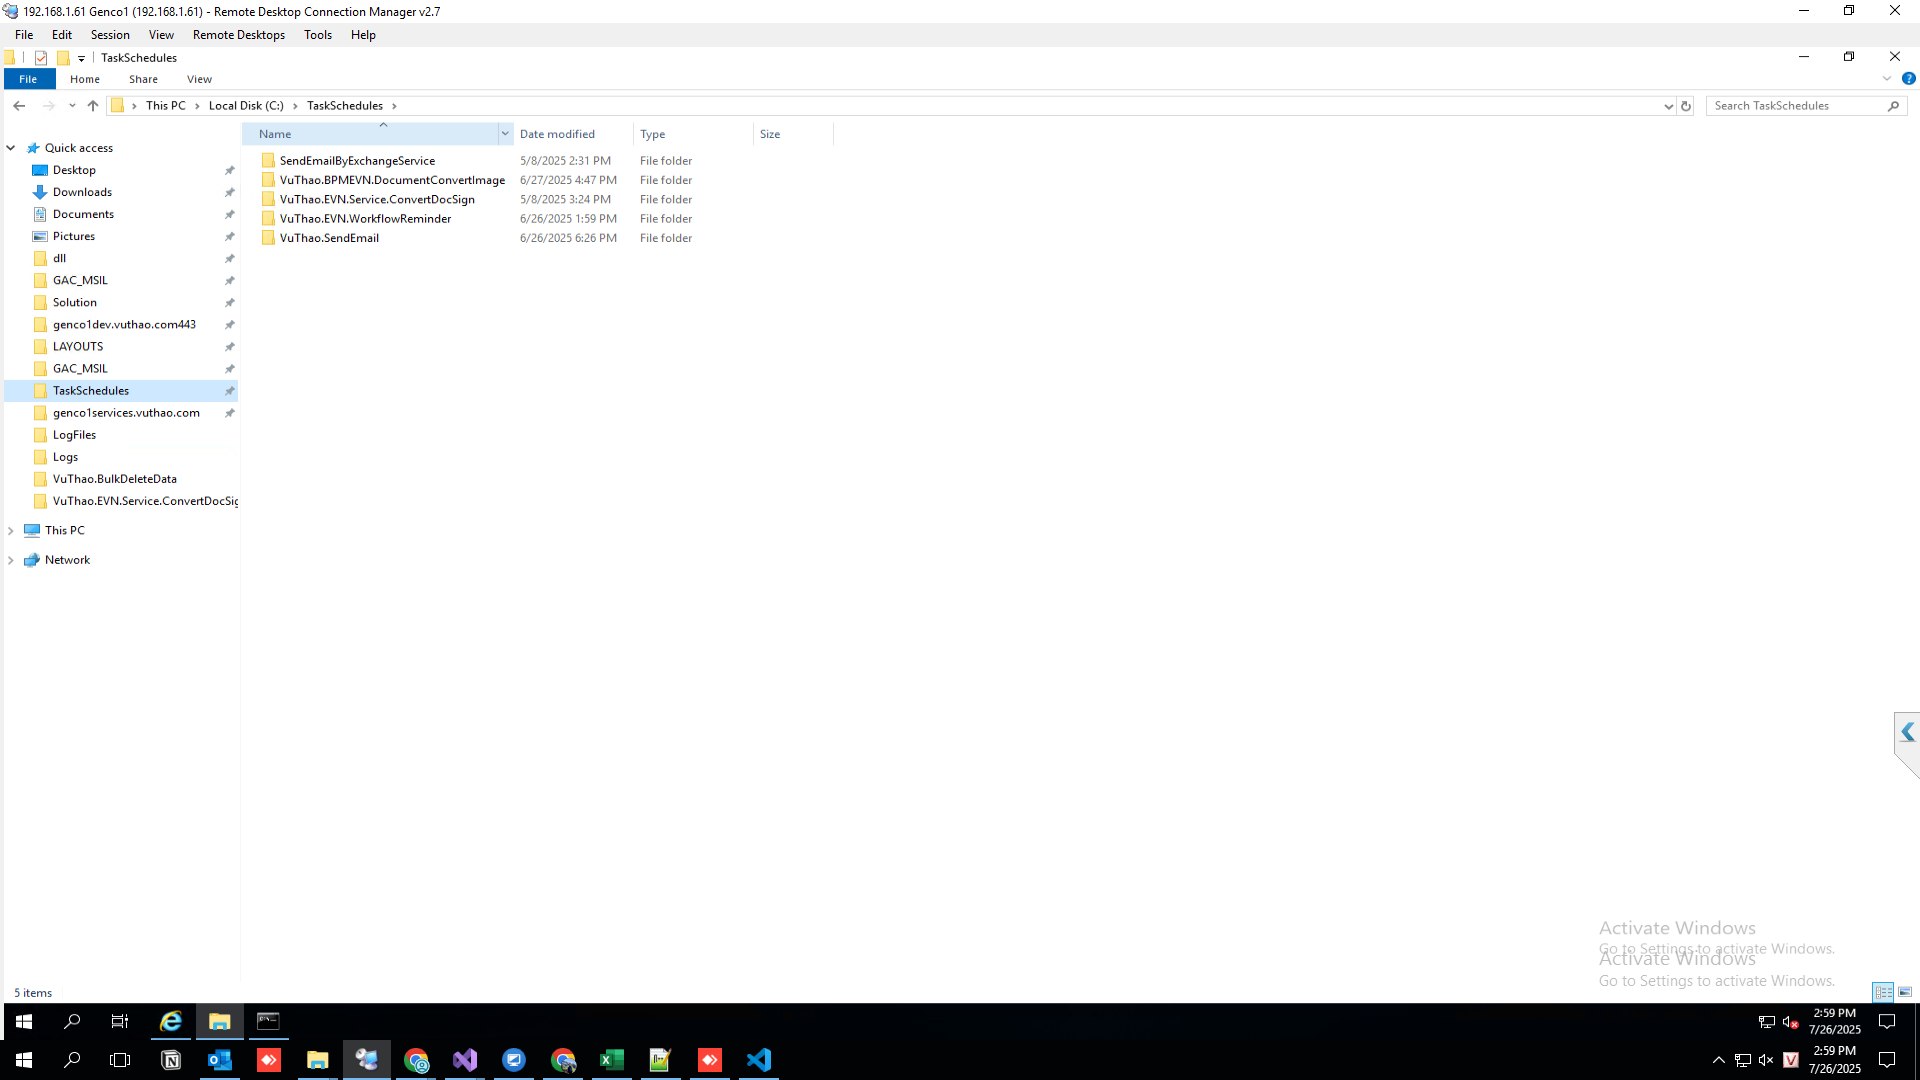 192.168.1.61 Genco1 (192.168.1.61) - Remote Desktop Connection Manager v2.7
File Edit Session View Remote Desktops Tools Help
TaskSchedules
File Home Share View
This PC Local Disk (C:) TaskSchedules
Search TaskSchedules
Name Date modified Type Size
SendEmailByExchangeService 5/8/2025 2:31 PM File folder
VuThao.BPMEVN.DocumentConvertImage 6/27/2025 4:47 PM File folder
VuThao.EVN.Service.ConvertDocSign 5/8/2025 3:24 PM File folder
VuThao.EVN.WorkflowReminder 6/26/2025 1:59 PM File folder
VuThao.SendEmail 6/26/2025 6:26 PM File folder
Quick access
Desktop
Downloads
Documents
Pictures
dll
GAC_MSIL
Solution
genco1dev.vuthao.com443
LAYOUTS
GAC_MSIL
TaskSchedules
genco1services.vuthao.com
LogFiles
Logs
VuThao.BulkDeleteData
VuThao.EVN.Service.ConvertDocSig
This PC
Network
Activate Windows
Go to Settings to activate Windows.
Activate Windows
Go to Settings to activate Windows.
5 items
2:59 PM
7/26/2025
2:59 PM
7/26/2025